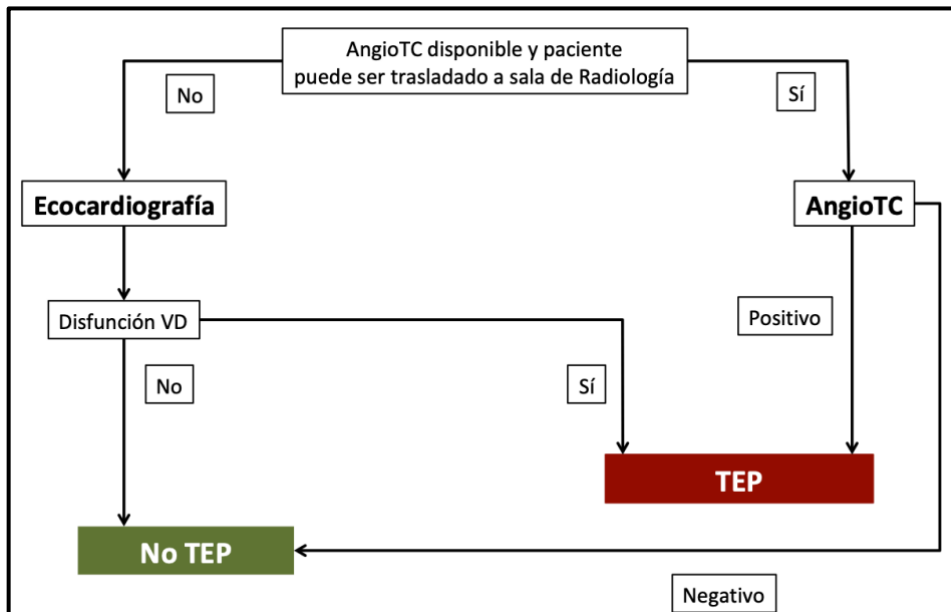 AngioTC disponible y paciente
puede ser trasladado a sala de Radiología
No
Sí
Ecocardiografía
AngioTC
Disfunción VD
Positivo
No
Sí
TEP
No TEP
Negativo